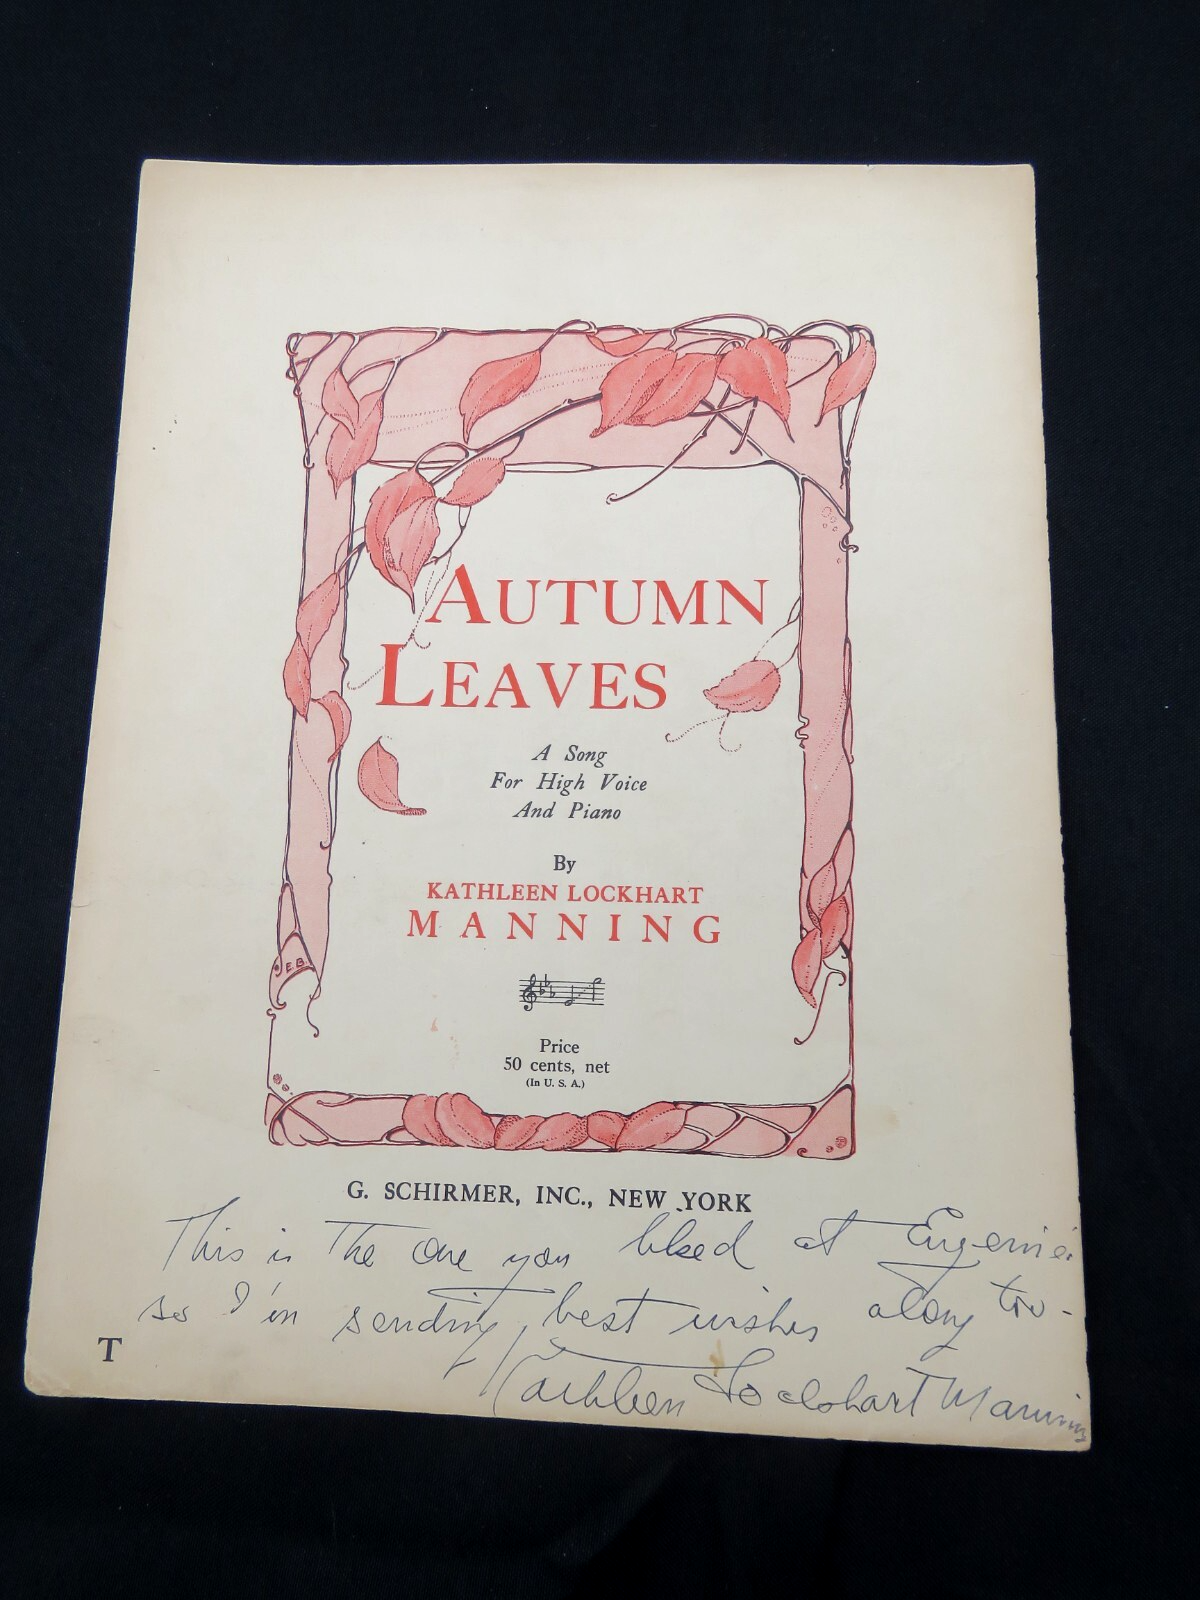 AUTUMN
LEAVES
A Song
For High Voice
And Piano
By
KATHLEEN LOCKHART
MANNING
E.B.
Price
50 cents, net
(In U. S. A.)
G. SCHIRMER, INC., NEW YORK
This is the one you liked at Eugenie's
so I'm sending best wishes along too -
T
Kathleen Lockhart Manning